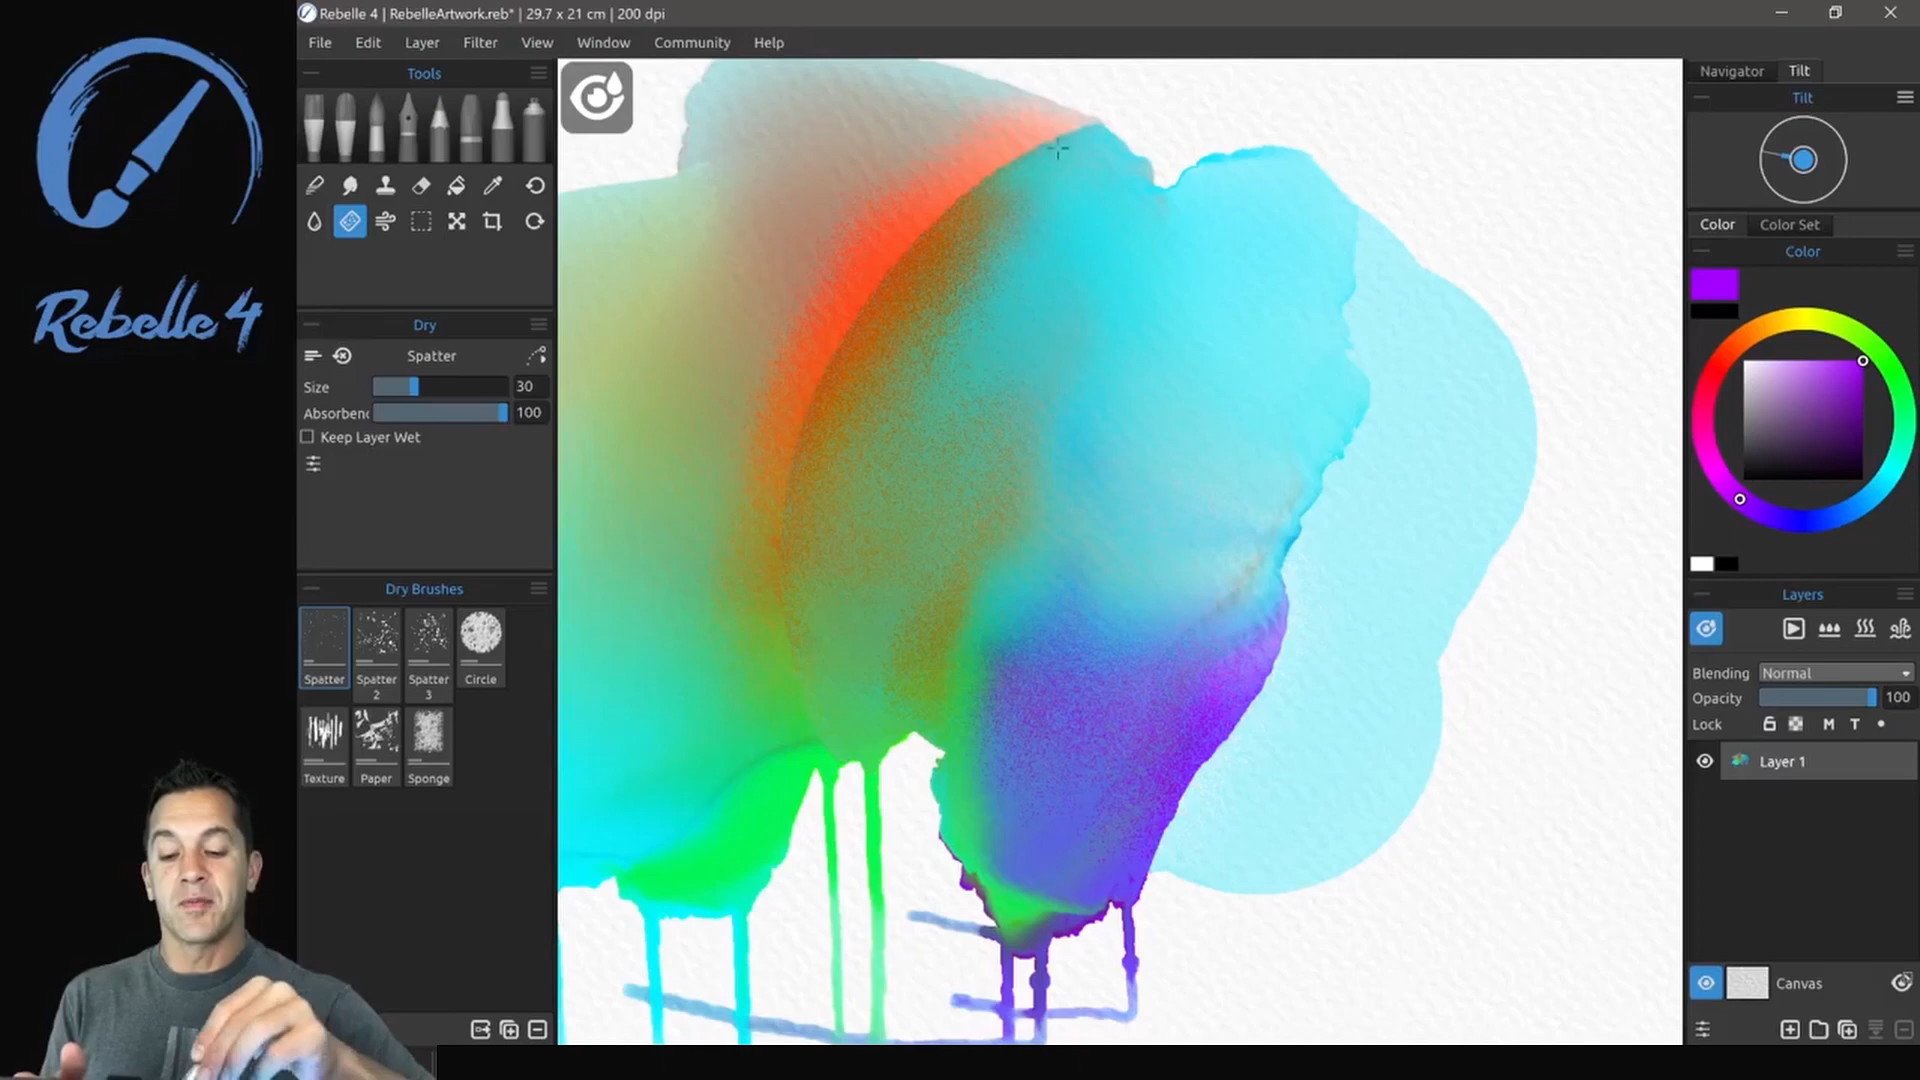 Rebelle 4
Rebelle 4 | RebelleArtwork.reb* | 29.7 x 21 cm | 200 dpi
File Edit Layer Filter View Window Community Help
Tools
Dry
Spatter
Size 30
Absorbenc 100
Keep Layer Wet
Dry Brushes
Spatter Spatter 2 Spatter 3 Circle
Texture Paper Sponge
Navigator Tilt
Tilt
Color Color Set
Color
Layers
Blending Normal
Opacity 100
Lock M T
Layer 1
Canvas